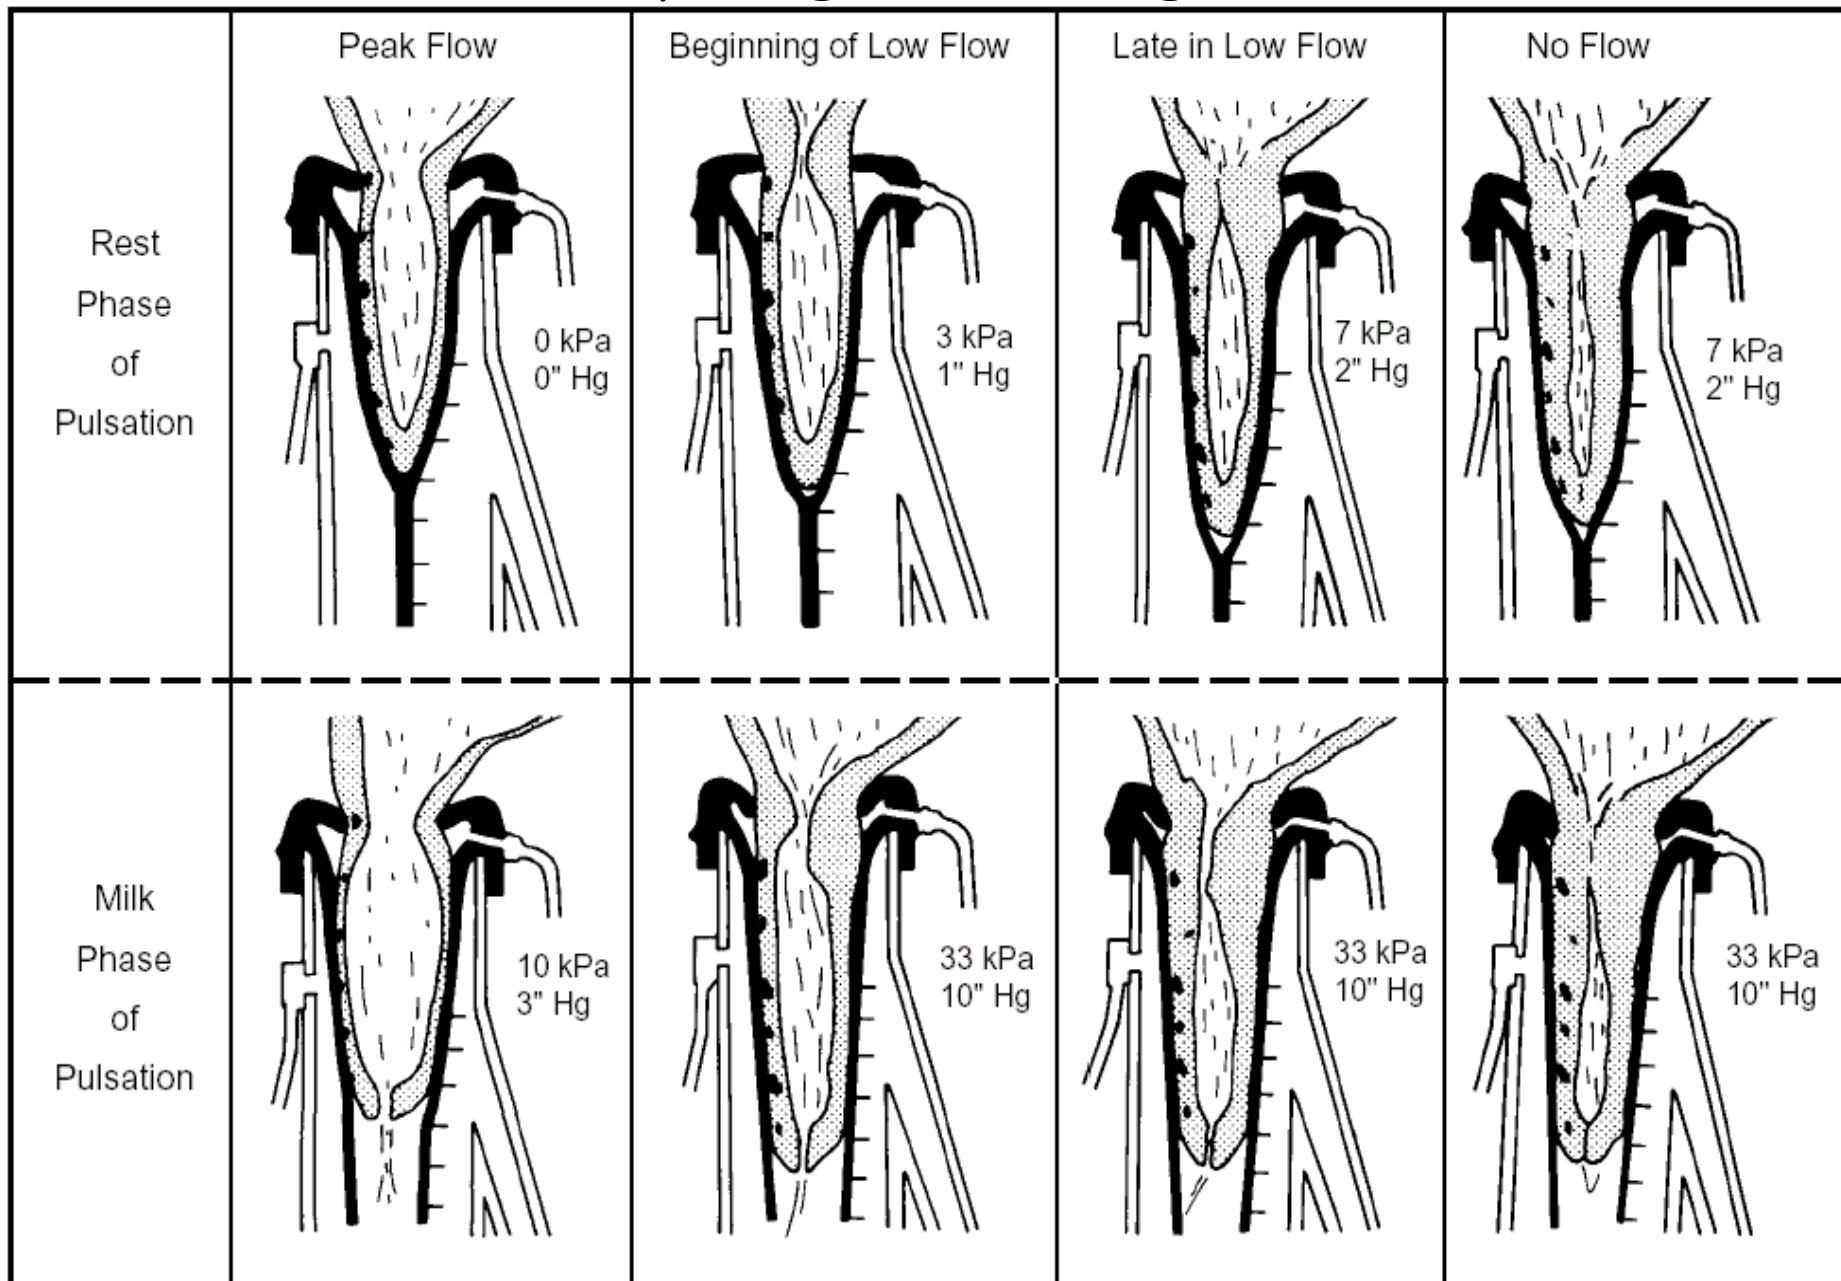 Peak Flow
Beginning of Low Flow
Late in Low Flow
No Flow
Rest
Phase
of
Pulsation
0 kPa
0" Hg
3 kPa
1" Hg
7 kPa
2" Hg
7 kPa
2" Hg
Milk
Phase
of
Pulsation
10 kPa
3" Hg
33 kPa
10" Hg
33 kPa
10" Hg
33 kPa
10" Hg